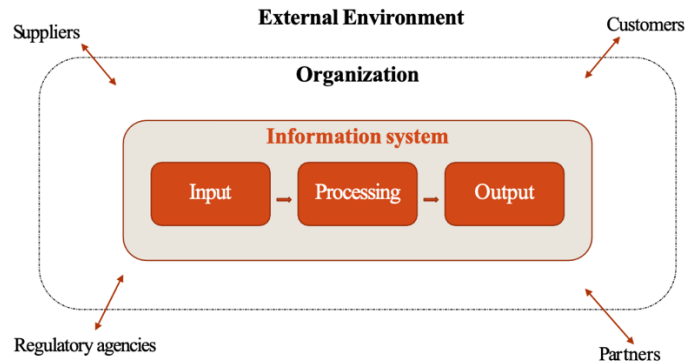 External Environment
Suppliers
Customers
Organization
Information system
Input
Processing
Output
Regulatory agencies
Partners